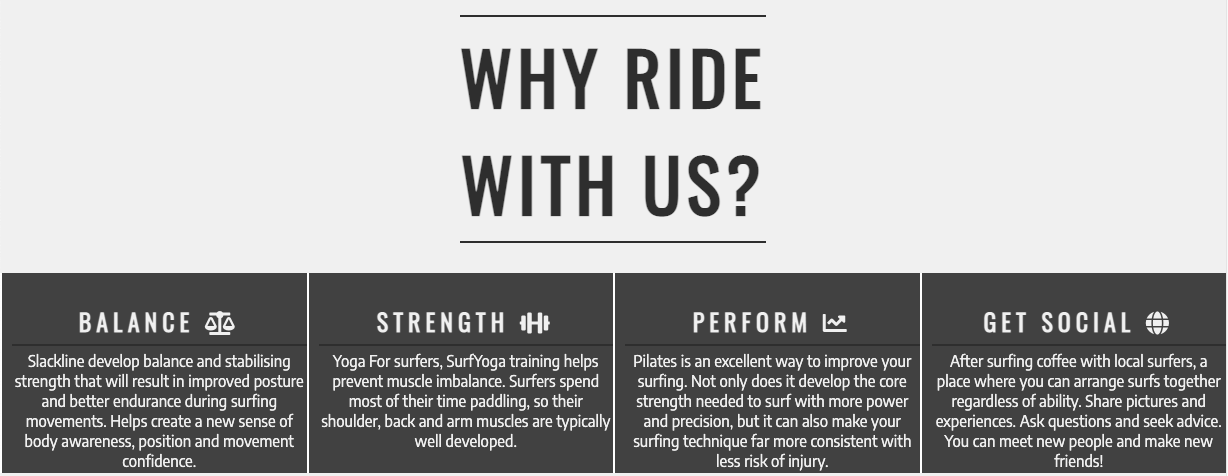 WHY RIDE
WITH US?
BALANCE
Slackline develop balance and stabilising
strength that will result in improved posture
and better endurance during surfing
movements. Helps create a new sense of
body awareness, position and movement
confidence.
STRENGTH
Yoga For surfers, SurfYoga training helps
prevent muscle imbalance. Surfers spend
most of their time paddling, so their
shoulder, back and arm muscles are typically
well developed.
PERFORM
Pilates is an excellent way to improve your
surfing. Not only does it develop the core
strength needed to surf with more power
and precision, but it can also make your
surfing technique far more consistent with
less risk of injury.
GET SOCIAL
After surfing coffee with local surfers, a
place where you can arrange surfs together
regardless of ability. Share pictures and
experiences. Ask questions and seek advice.
You can meet new people and make new
friends!